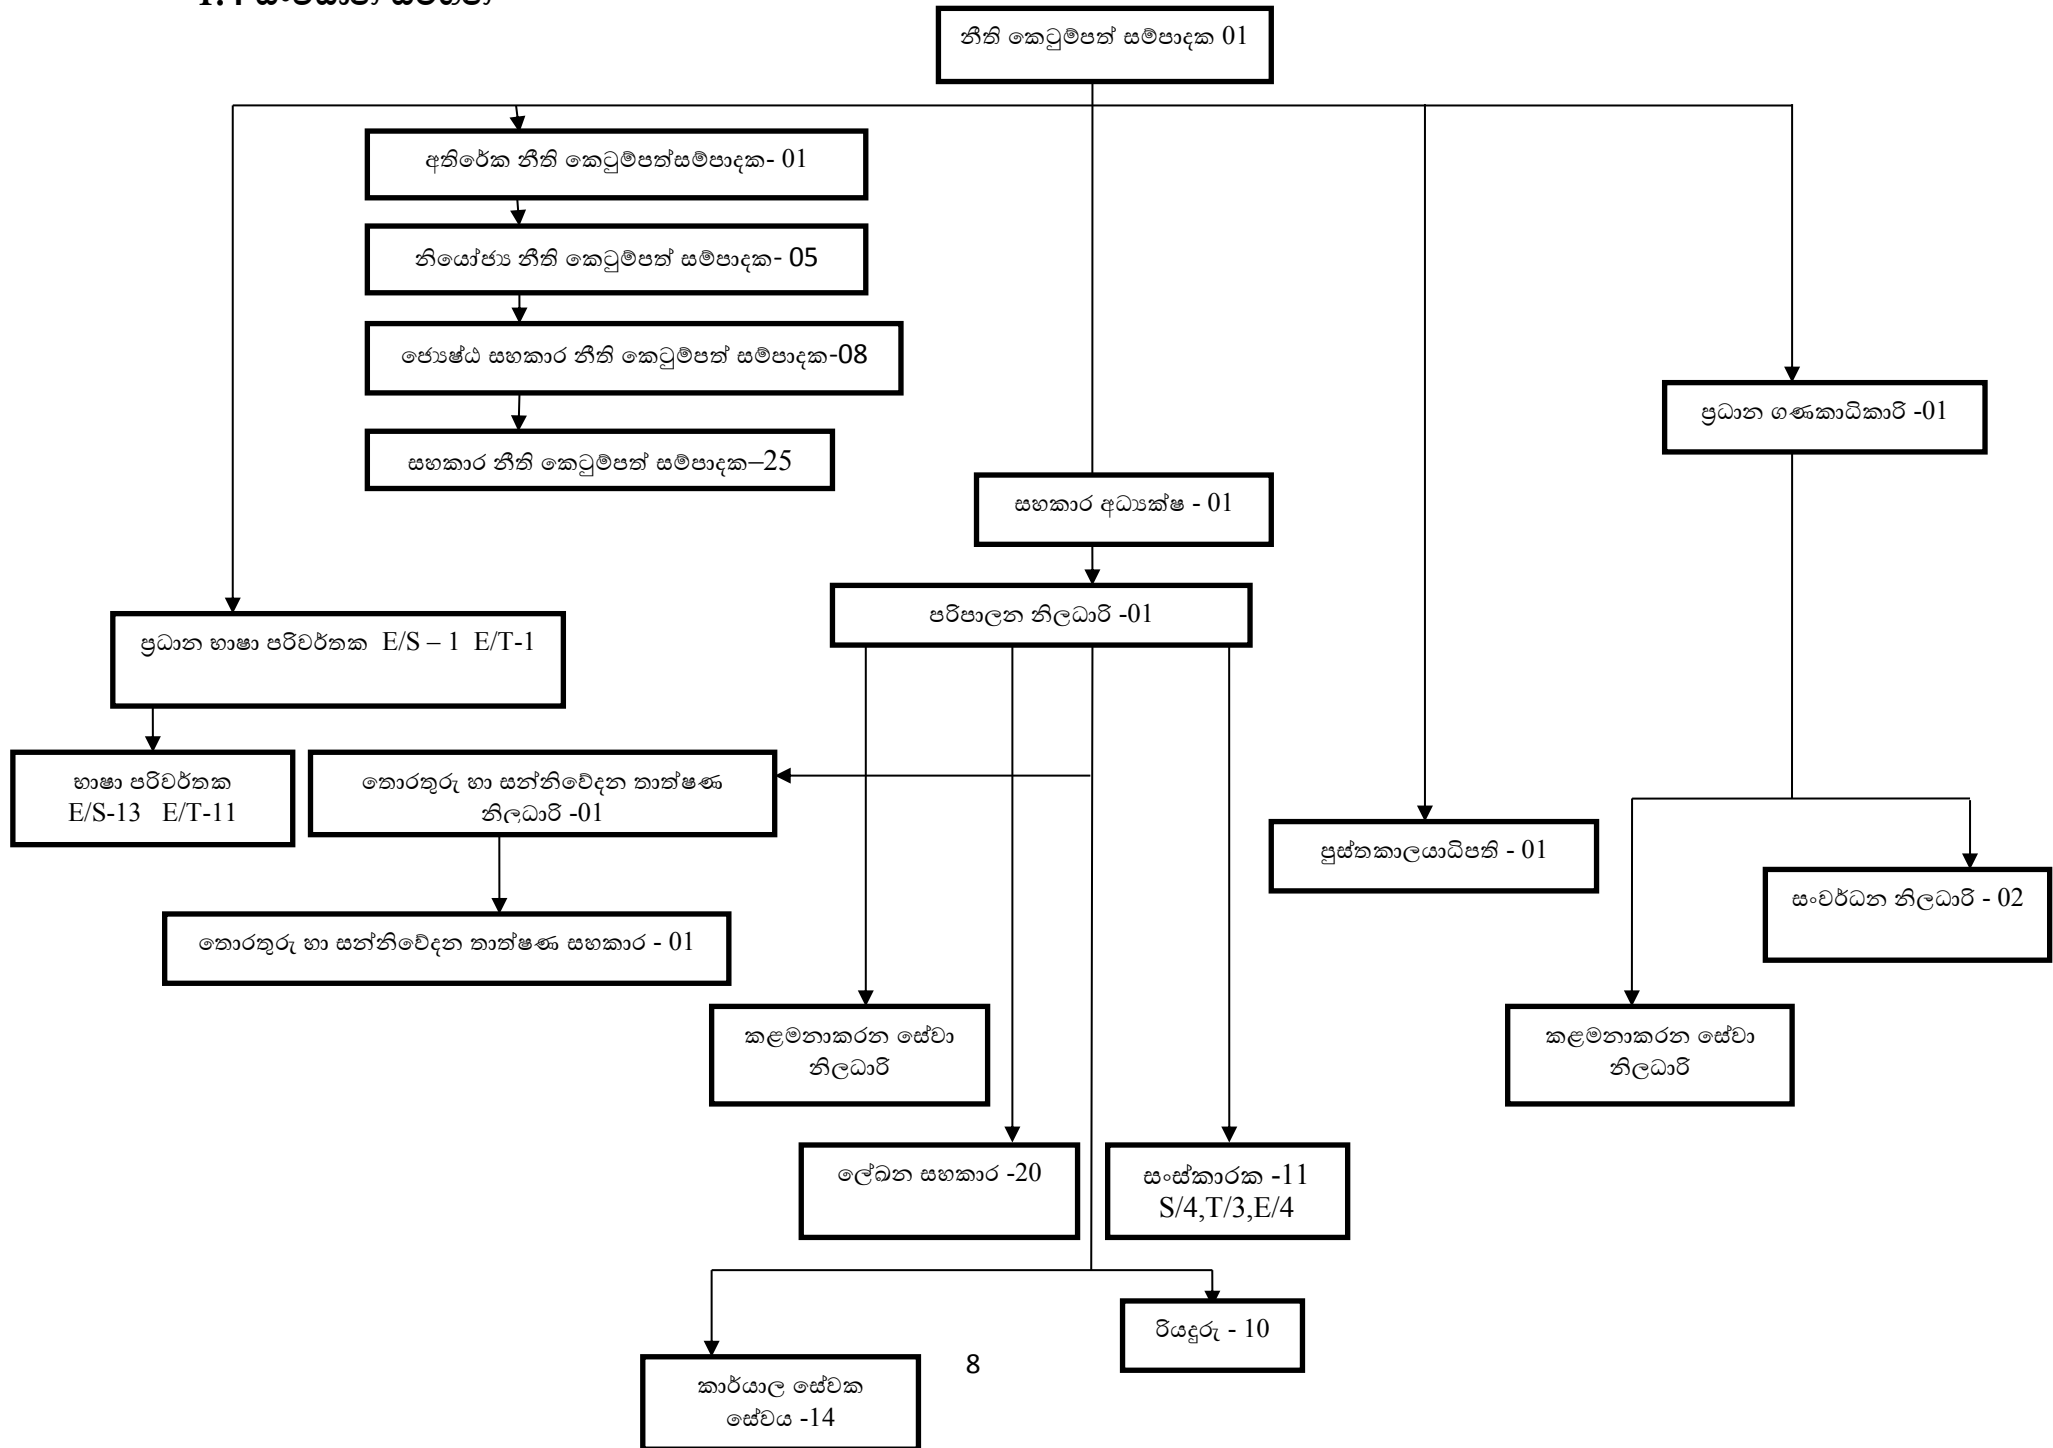 නීති කෙටුම්පත් සම්පාදක 01
අතිරේක නීති කෙටුම්පත්සම්පාදක- 01
නියෝජ්‍ය නීති කෙටුම්පත් සම්පාදක- 05
ජ්‍යෙෂ්ඨ සහකාර නීති කෙටුම්පත් සම්පාදක-08
ප්‍රධාන ගණකාධිකාරි -01
සහකාර නීති කෙටුම්පත් සම්පාදක–25
සහකාර අධ්‍යක්ෂ - 01
පරිපාලන නිලධාරි -01
ප්‍රධාන භාෂා පරිවර්තක E/S – 1 E/T-1
භාෂා පරිවර්තක
E/S-13 E/T-11
තොරතුරු හා සන්නිවේදන තාත්ෂණ
නිලධාරි -01
පුස්තකාලයාධිපති - 01
සංවර්ධන නිලධාරි - 02
තොරතුරු හා සන්නිවේදන තාත්ෂණ සහකාර - 01
කළමනාකරන සේවා
නිලධාරි
කළමනාකරන සේවා
නිලධාරි
ලේඛන සහකාර -20
සංස්කාරක -11
S/4,T/3,E/4
රියදුරු - 10
8
කාර්යාල සේවක
සේවය -14